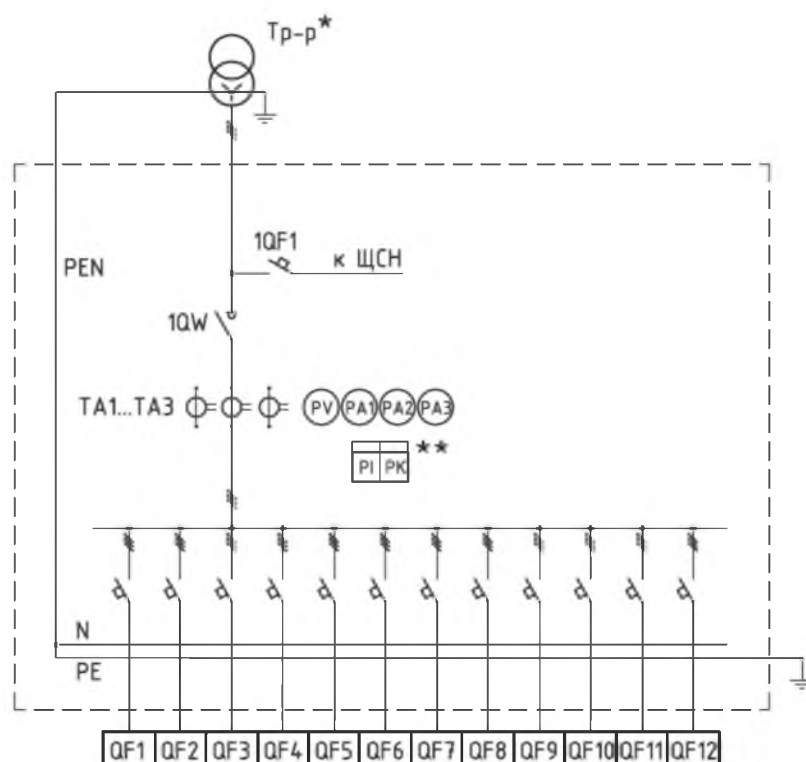 Тр-р*
1QF1
к ЩСН
PEN
1QW
TA1...TA3 PV PA1 PA2 PA3
PI PK **
N
PE
QF1 QF2 QF3 QF4 QF5 QF6 QF7 QF8 QF9 QF10 QF11 QF12